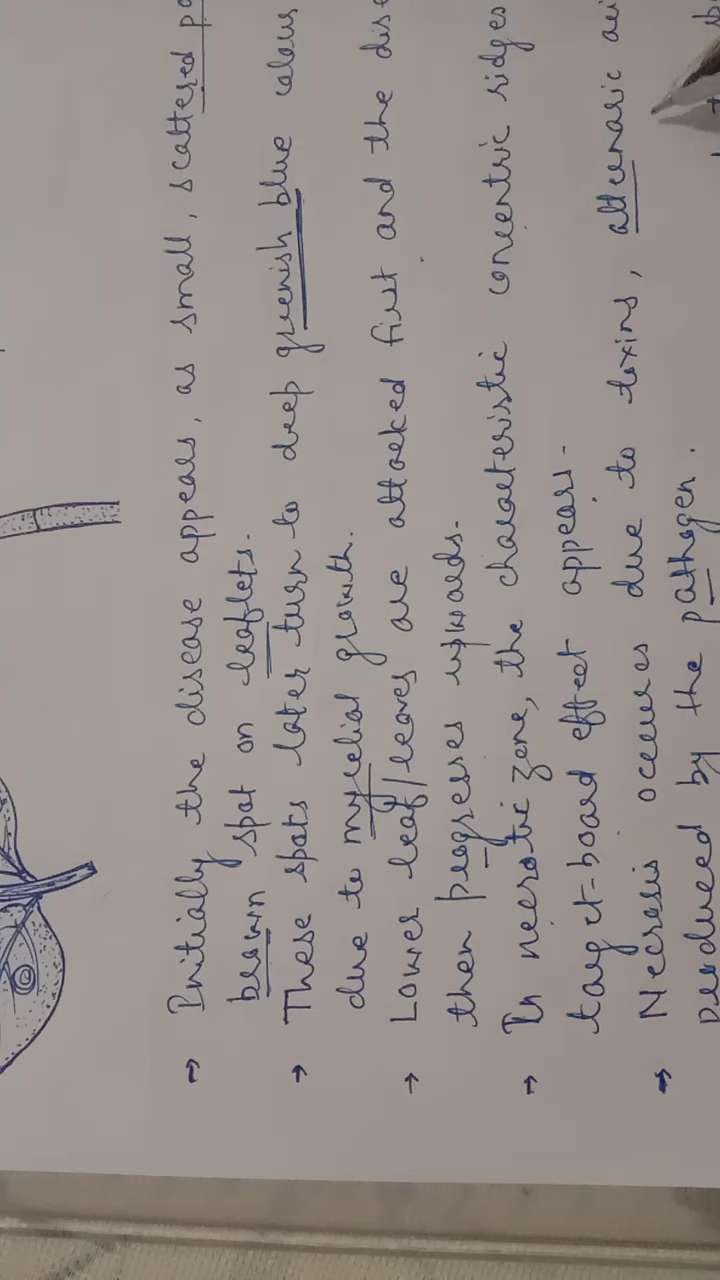 → Initially the disease appears, as small, scattered
brown spot on leaflets.
→ These spots later turn to deep greenish blue colour
due to mycelial growth.
→ Lower leaf/leaves are attacked first and the
then progresses upwards.
→ In necrotic zone, the characteristic concentric ridges
target-board effect appears.
→ Necrosis occures due to toxins, alternaric
produced by the pathogen.